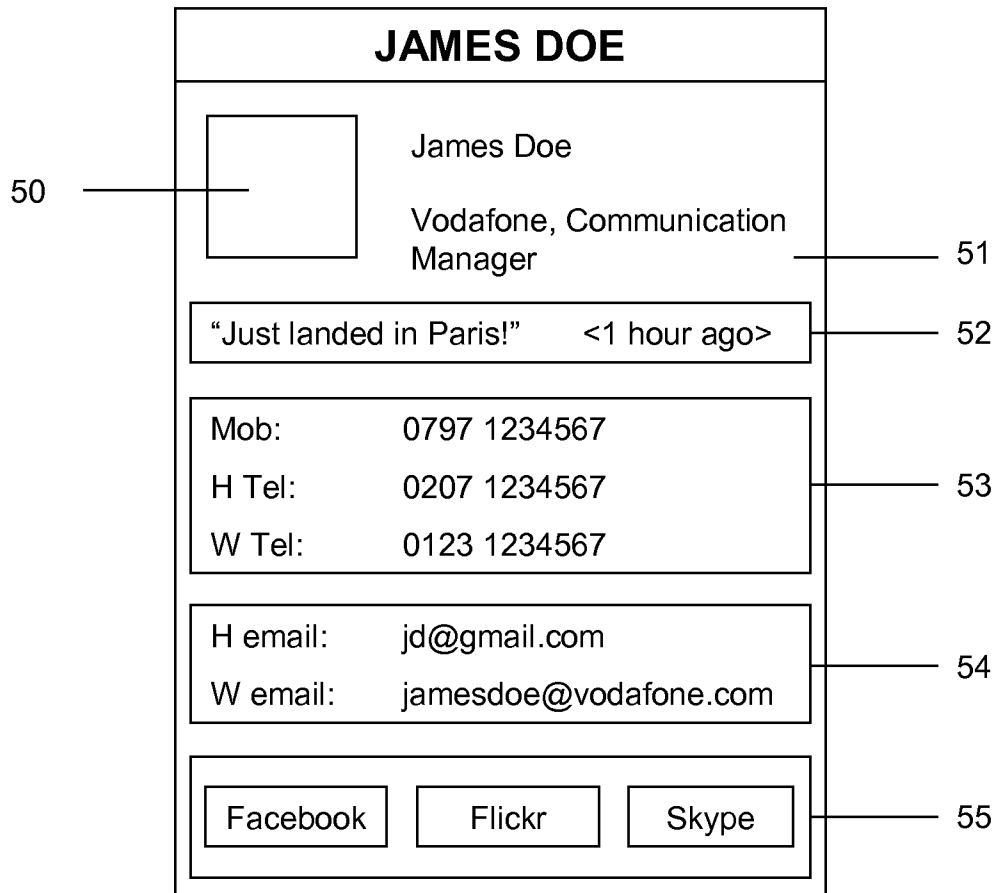 JAMES DOE
James Doe
50
Vodafone, Communication
Manager
51
“Just landed in Paris!” <1 hour ago>
52
Mob: 0797 1234567
H Tel: 0207 1234567
53
W Tel: 0123 1234567
H email: jd@gmail.com
54
W email: jamesdoe@vodafone.com
Facebook Flickr Skype
55